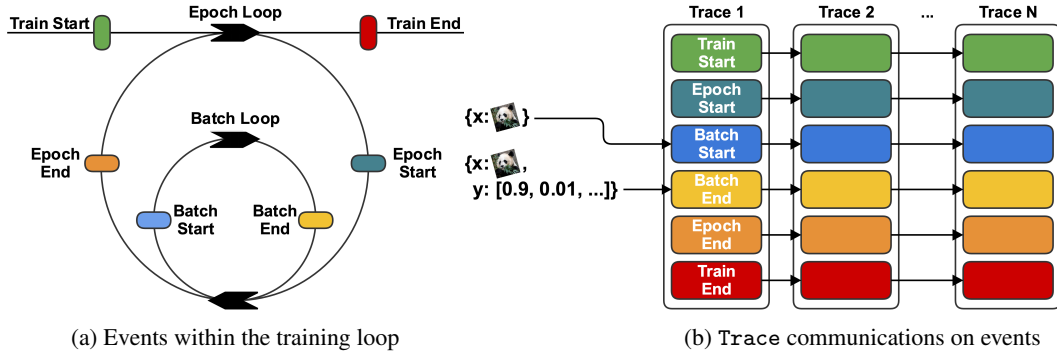 Train Start
Epoch Loop
Train End
Batch Loop
Epoch
End
Epoch
Start
Batch
Start
Batch
End
(a) Events within the training loop
Trace 1
Trace 2
...
Trace N
Train
Start
Epoch
Start
{x: }
Batch
Start
{x: ,
y: [0.9, 0.01, ...]}
Batch
End
Epoch
End
Train
End
(b) Trace communications on events